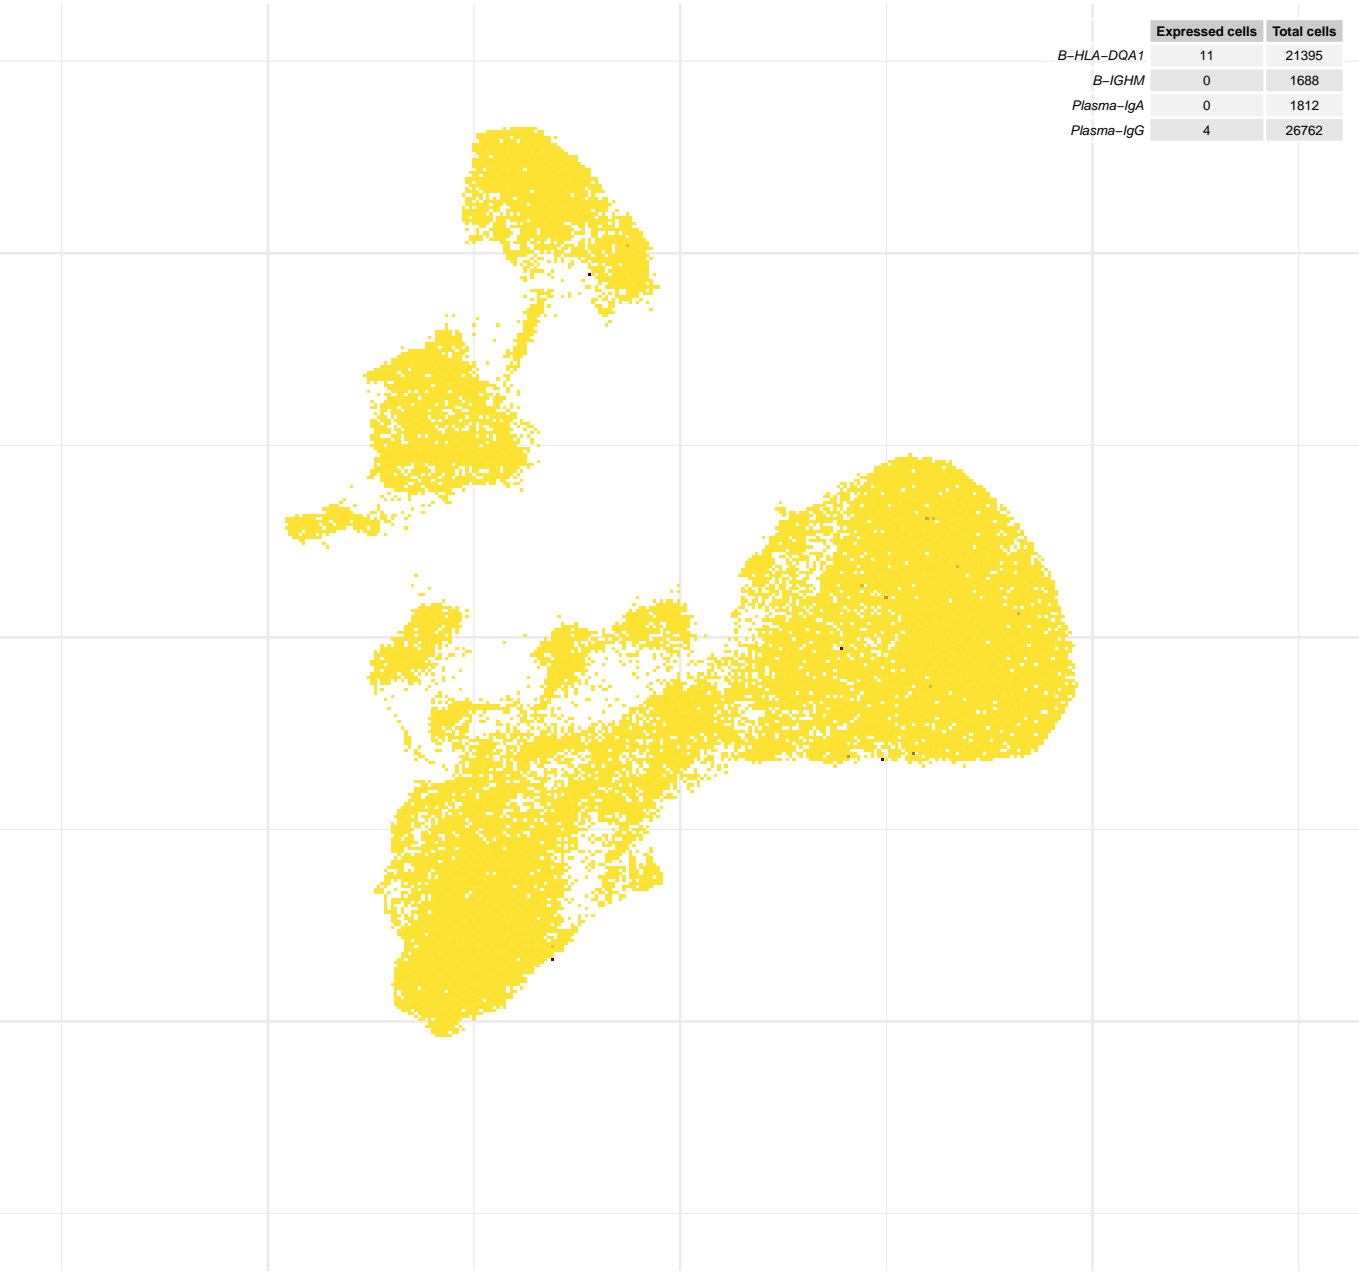 Expressed cells Total cells
B−HLA−DQA1 11 21395
B−IGHM 0 1688
Plasma−IgA 0 1812
Plasma−IgG 4 26762